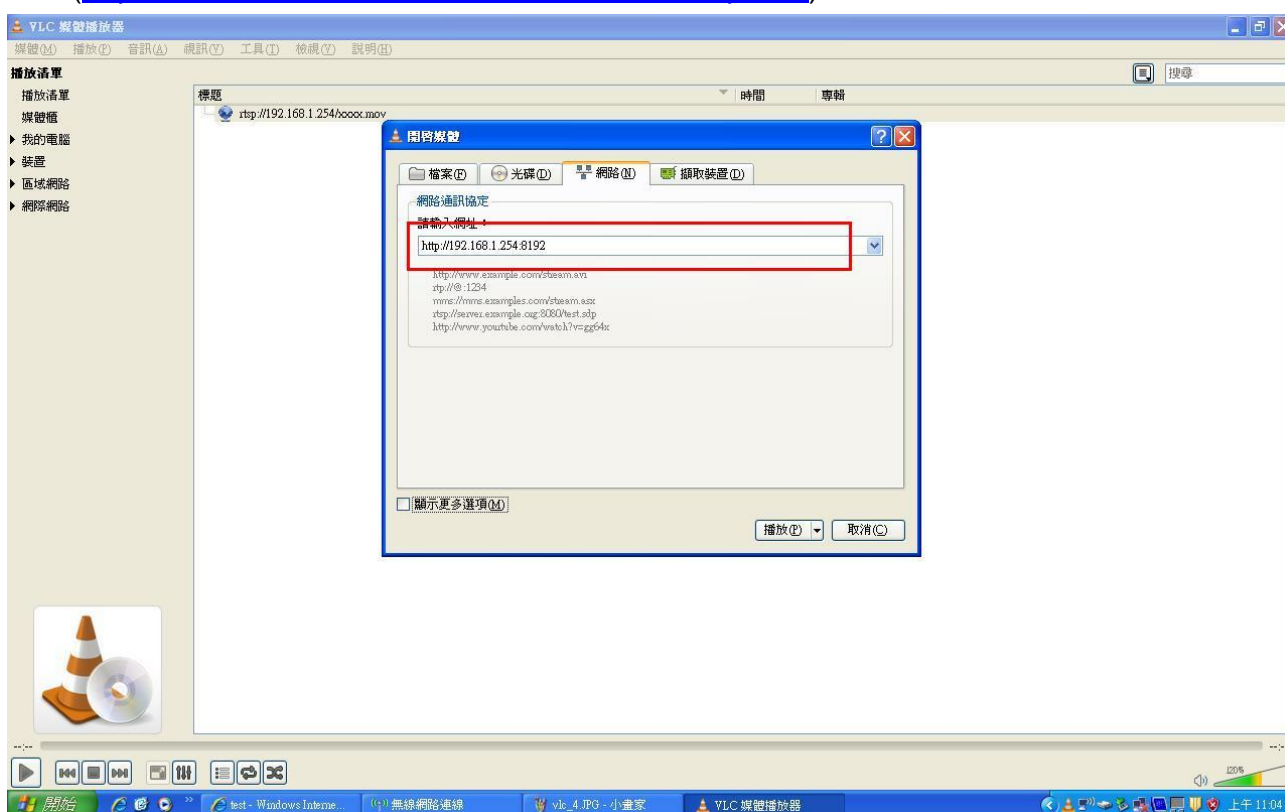 VLC 媒體播放器
媒體(M) 播放(P) 音訊(A) 視訊(V) 工具(T) 檢視(V) 說明(H)
播放清單
搜尋
播放清單
媒體櫃
我的電腦
裝置
區域網路
網際網路
標題 時間 專輯
rtsp://192.168.1.254/xxxx.mov
開啟媒體
檔案(F) 光碟(D) 網路(N) 擷取裝置(D)
網路通訊協定
請輸入網址：
http://192.168.1.254:8192
http://www.example.com/stream.avi
rtp://@:1234
mms://mms.examples.com/stream.asx
rtsp://server.example.org:8080/test.sdp
http://www.youtube.com/watch?v=gg64x
顯示更多選項(M)
播放(P) 取消(C)
--:-- --:-
120%
開始 test - Windows Interne... 無線網路連線 vlc_4.JPG - 小畫家 VLC 媒體播放器 上午 11:04